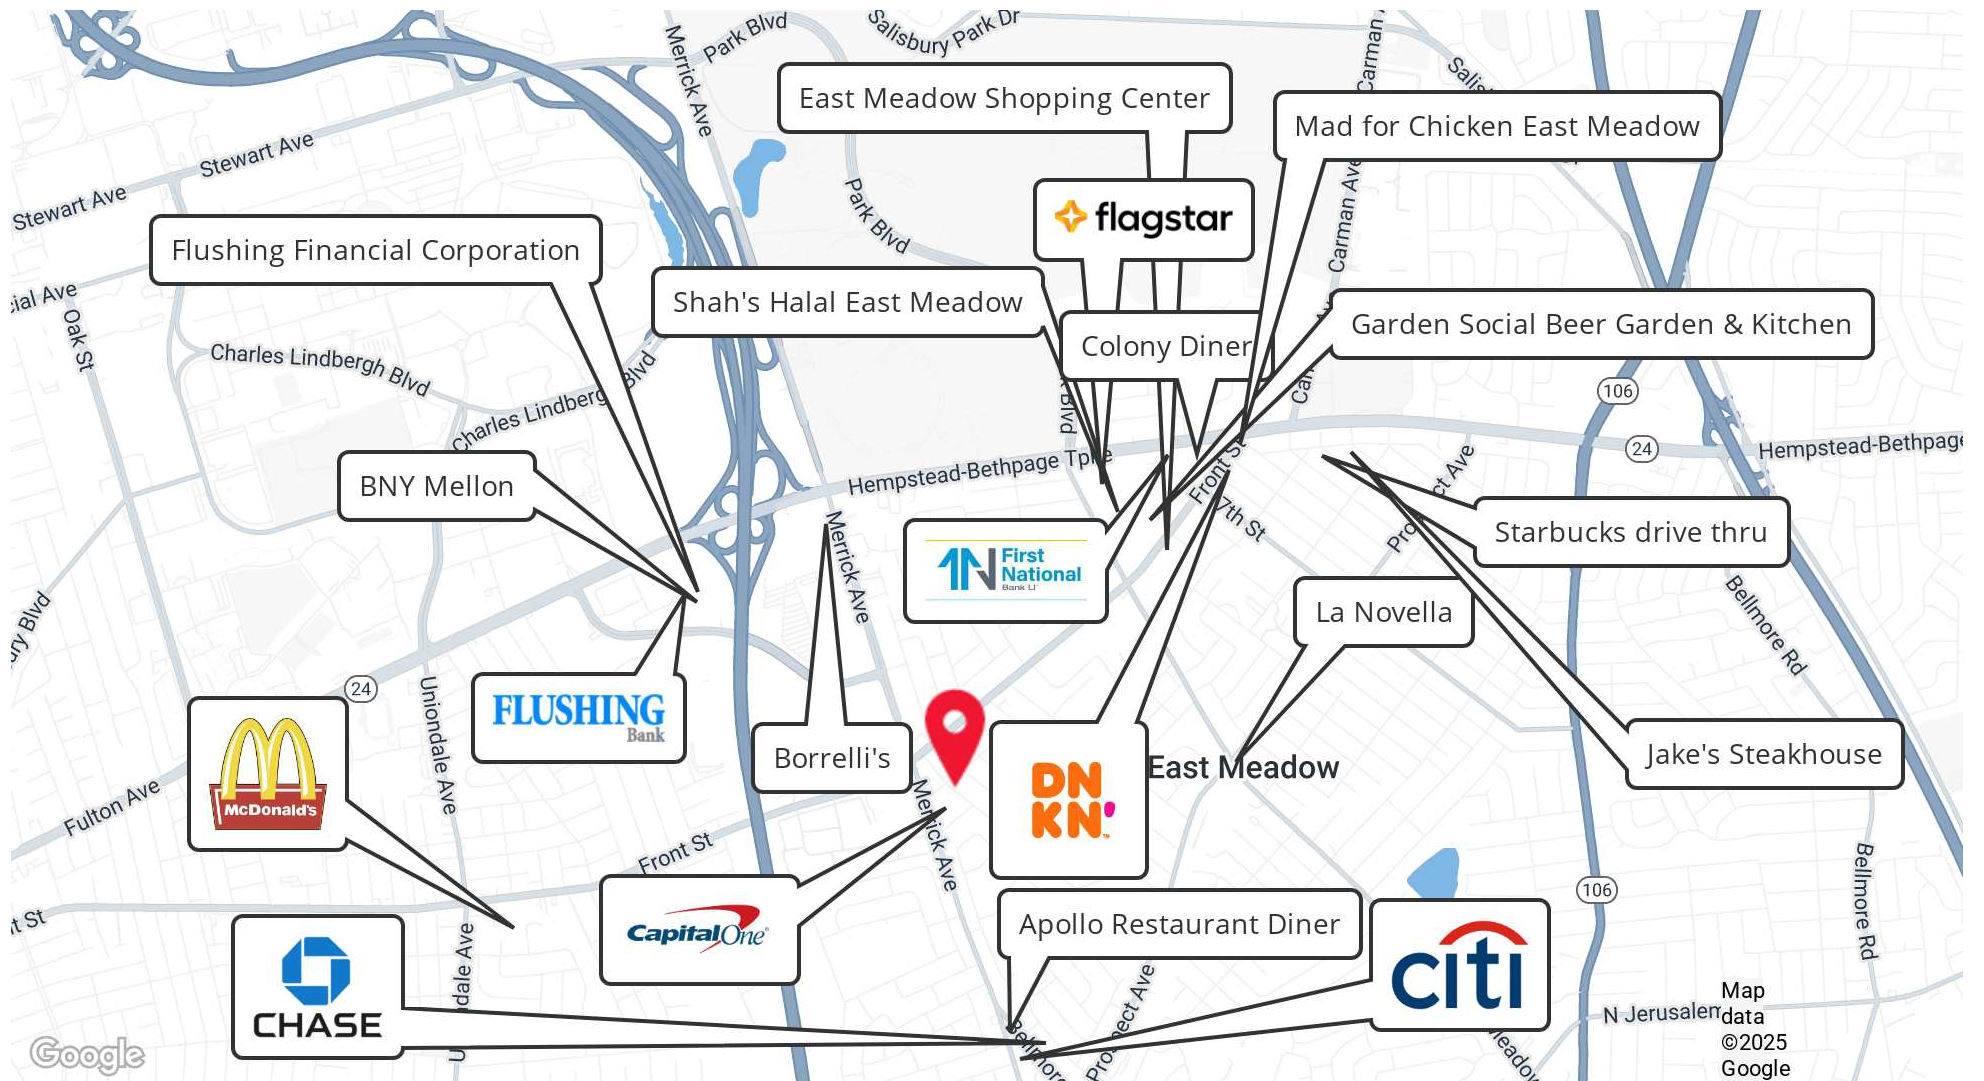 Salisbury Park Dr
Park Blvd
Merrick Ave
Carman
East Meadow Shopping Center
Mad for Chicken East Meadow
Stewart Ave
Stewart Ave
Park Blvd
flagstar
Carman Ave
Flushing Financial Corporation
Shah's Halal East Meadow
Garden Social Beer Garden & Kitchen
Oak St
Colony Diner
Charles Lindbergh Blvd
Charles Lindberg
Blvd
Blvd
106
24
Hempstead-Bethpage
Hempstead-Bethpage Tpke
BNY Mellon
Front St
7th St
Starbucks drive thru
Merrick Ave
First
National
Bank LI
La Novella
Bellmore Rd
24
Uniondale Ave
FLUSHING
Bank
McDonald's
Borrelli's
DN
KN'
East Meadow
Jake's Steakhouse
Fulton Ave
Merrick Ave
Front St
Bellmore Rd
106
Capital One
Apollo Restaurant Diner
citi
CHASE
Prospect Ave
N Jerusalem
Google
Map
data
©2025
Google